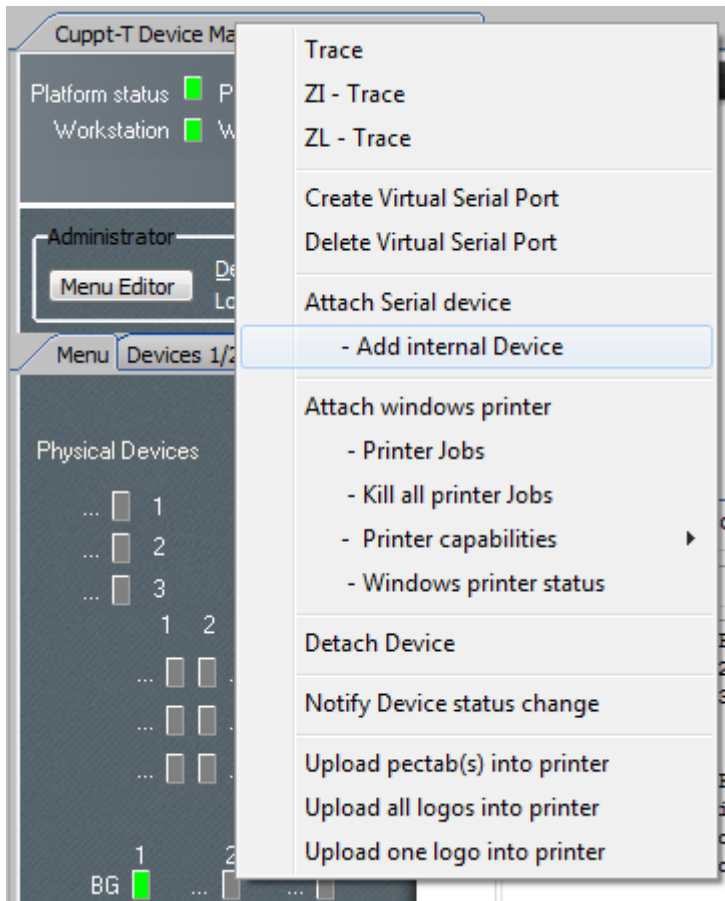 Cuppt-T Device Ma
Platform status P
Workstation W
Administrator
Menu Editor De
Lo
Menu Devices 1/2
Physical Devices
... 1
... 2
... 3
1 2
... .
... .
... .
1 2
BG ... ...
Trace
ZI - Trace
ZL - Trace
Create Virtual Serial Port
Delete Virtual Serial Port
Attach Serial device
- Add internal Device
Attach windows printer
- Printer Jobs
- Kill all printer Jobs
- Printer capabilities
- Windows printer status
Detach Device
Notify Device status change
Upload pectab(s) into printer
Upload all logos into printer
Upload one logo into printer